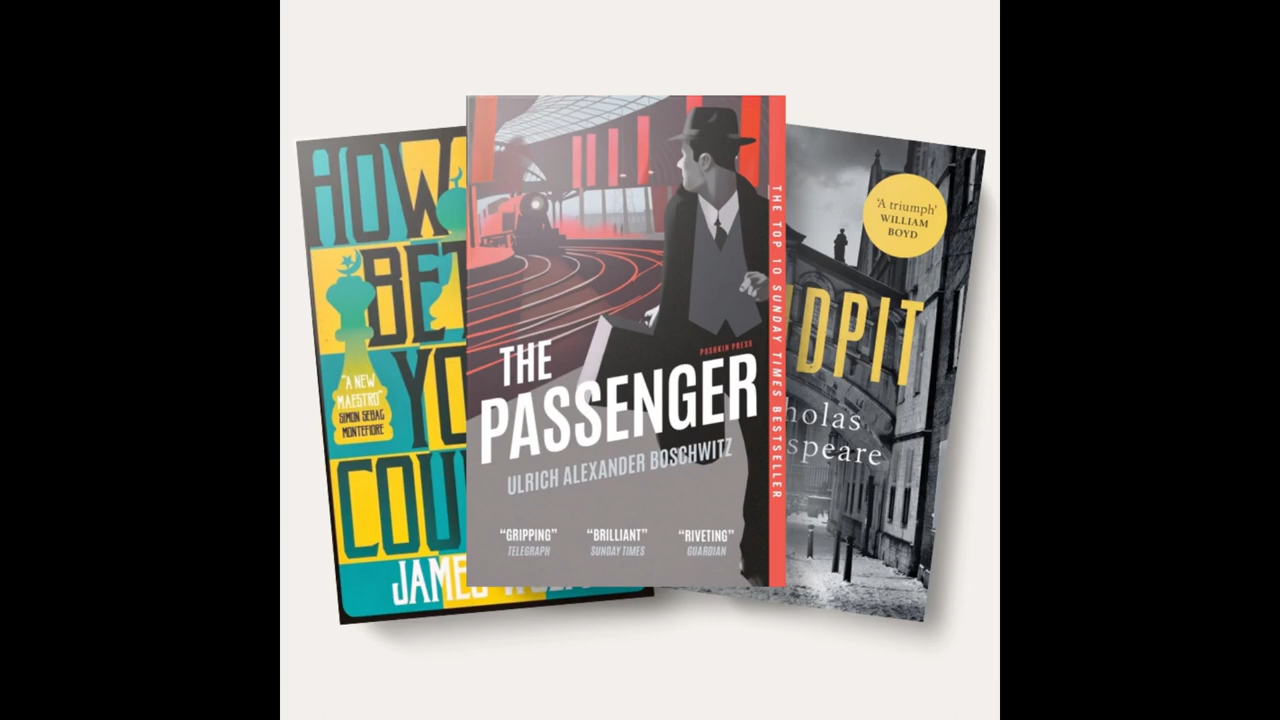 HOW
BE
YO
COU
JAME
"A NEW
MAESTRO"
SIMON SEBAG
MONTEFIORE
THE
PASSENGER
PUSHKIN PRESS
ULRICH ALEXANDER BOSCHWITZ
"GRIPPING"
TELEGRAPH
"BRILLIANT"
SUNDAY TIMES
"RIVETING"
GUARDIAN
THE TOP 10 SUNDAY TIMES BESTSELLER
'A triumph'
WILLIAM
BOYD
DPIT
holas
speare